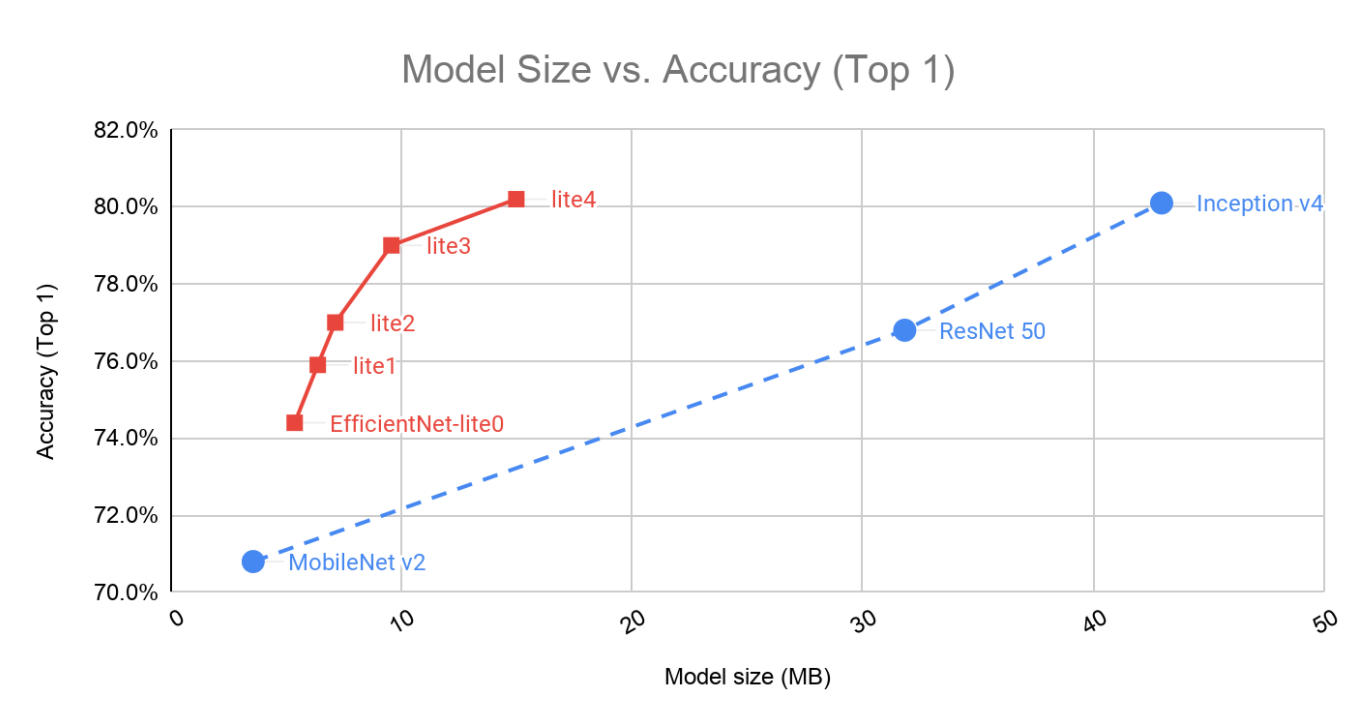 Model Size vs. Accuracy (Top 1)
82.0%
80.0%
78.0%
76.0%
74.0%
72.0%
70.0%
Accuracy (Top 1)
lite4
Inception v4
lite3
lite2
ResNet 50
lite1
EfficientNet-lite0
MobileNet v2
0 10 20 30 40 50
Model size (MB)